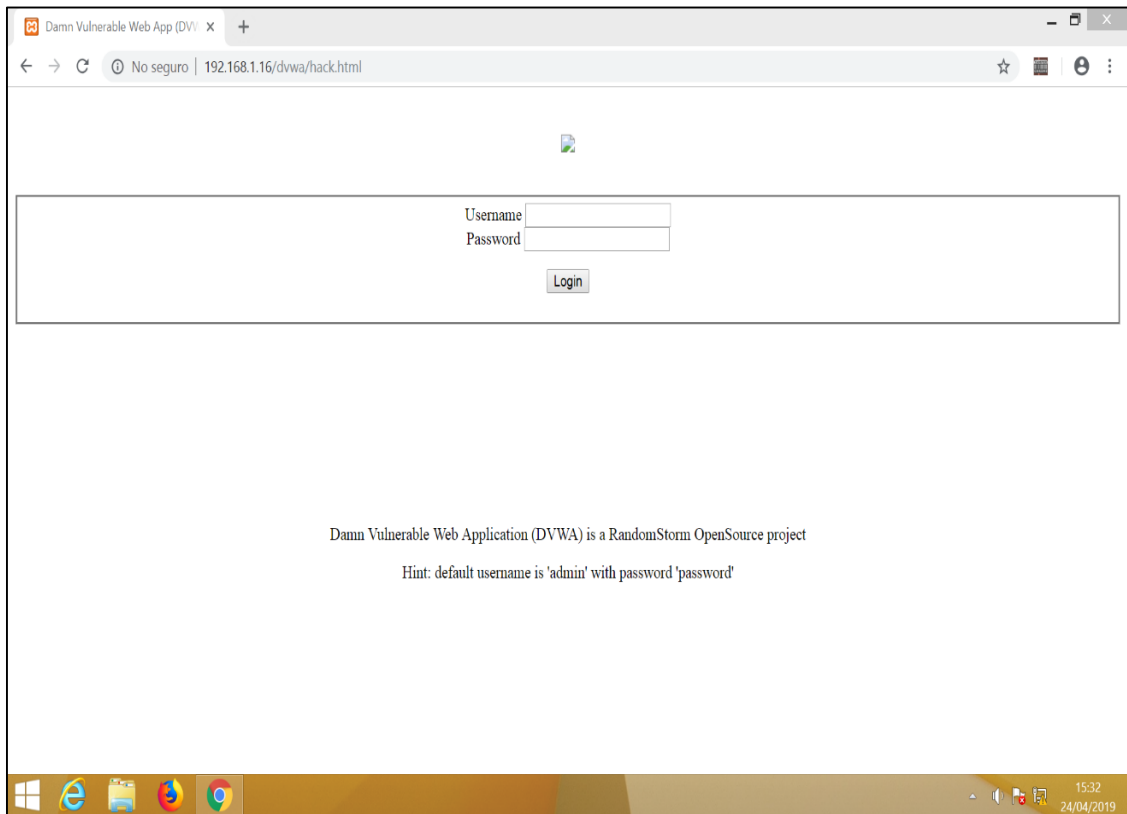 Damn Vulnerable Web App (DVW
No seguro | 192.168.1.16/dvwa/hack.html
Username
Password
Login
Damn Vulnerable Web Application (DVWA) is a RandomStorm OpenSource project
Hint: default username is 'admin' with password 'password'
15:32
24/04/2019